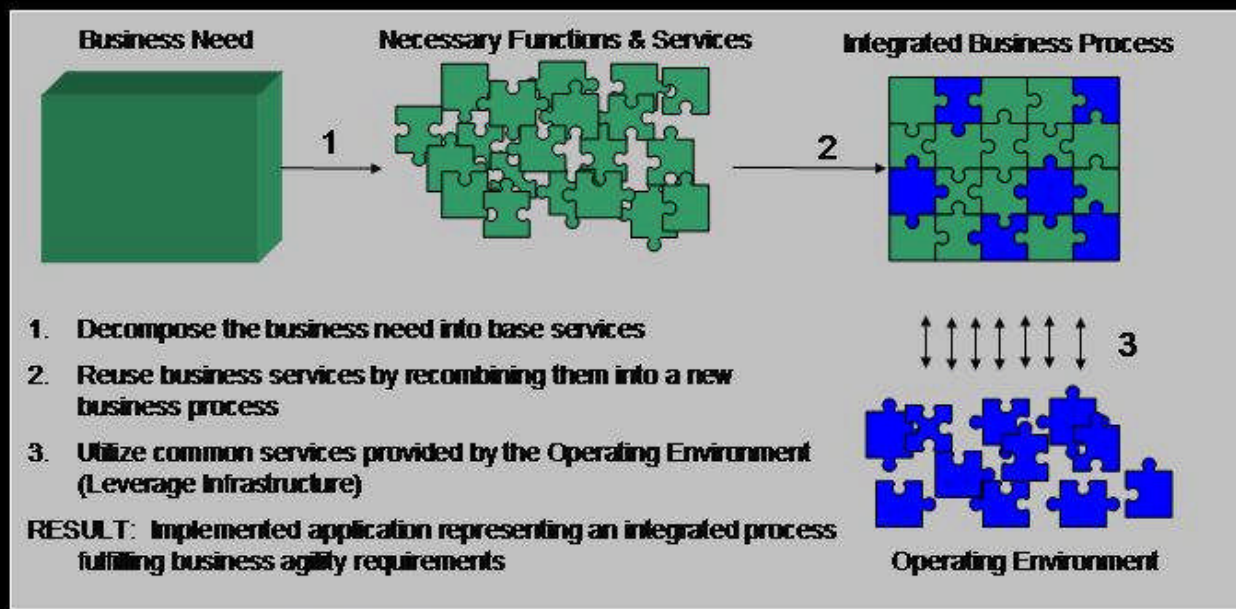 Business Need
Necessary Functions & Services
Integrated Business Process
1
2
1. Decompose the business need into base services
2. Reuse business services by recombining them into a new
business process
3. Utilize common services provided by the Operating Environment
(Leverage Infrastructure)
RESULT: Implemented application representing an integrated process
fulfilling business agility requirements
3
Operating Environment